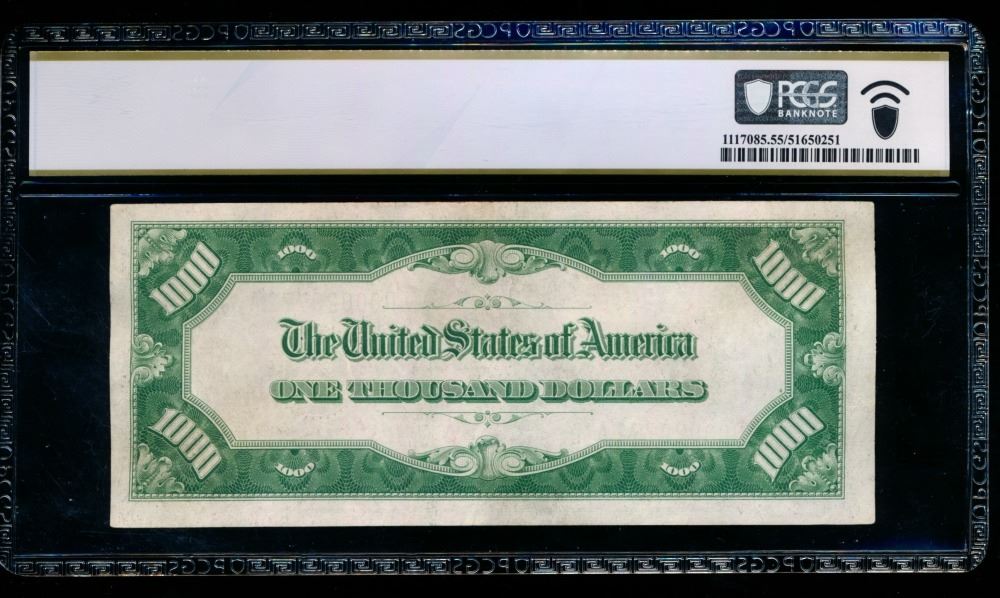 PCGS
BANKNOTE
1117085.55/51650251
1000 1000 1000 1000
The United States of America
ONE THOUSAND DOLLARS
1000 1000 1000 1000